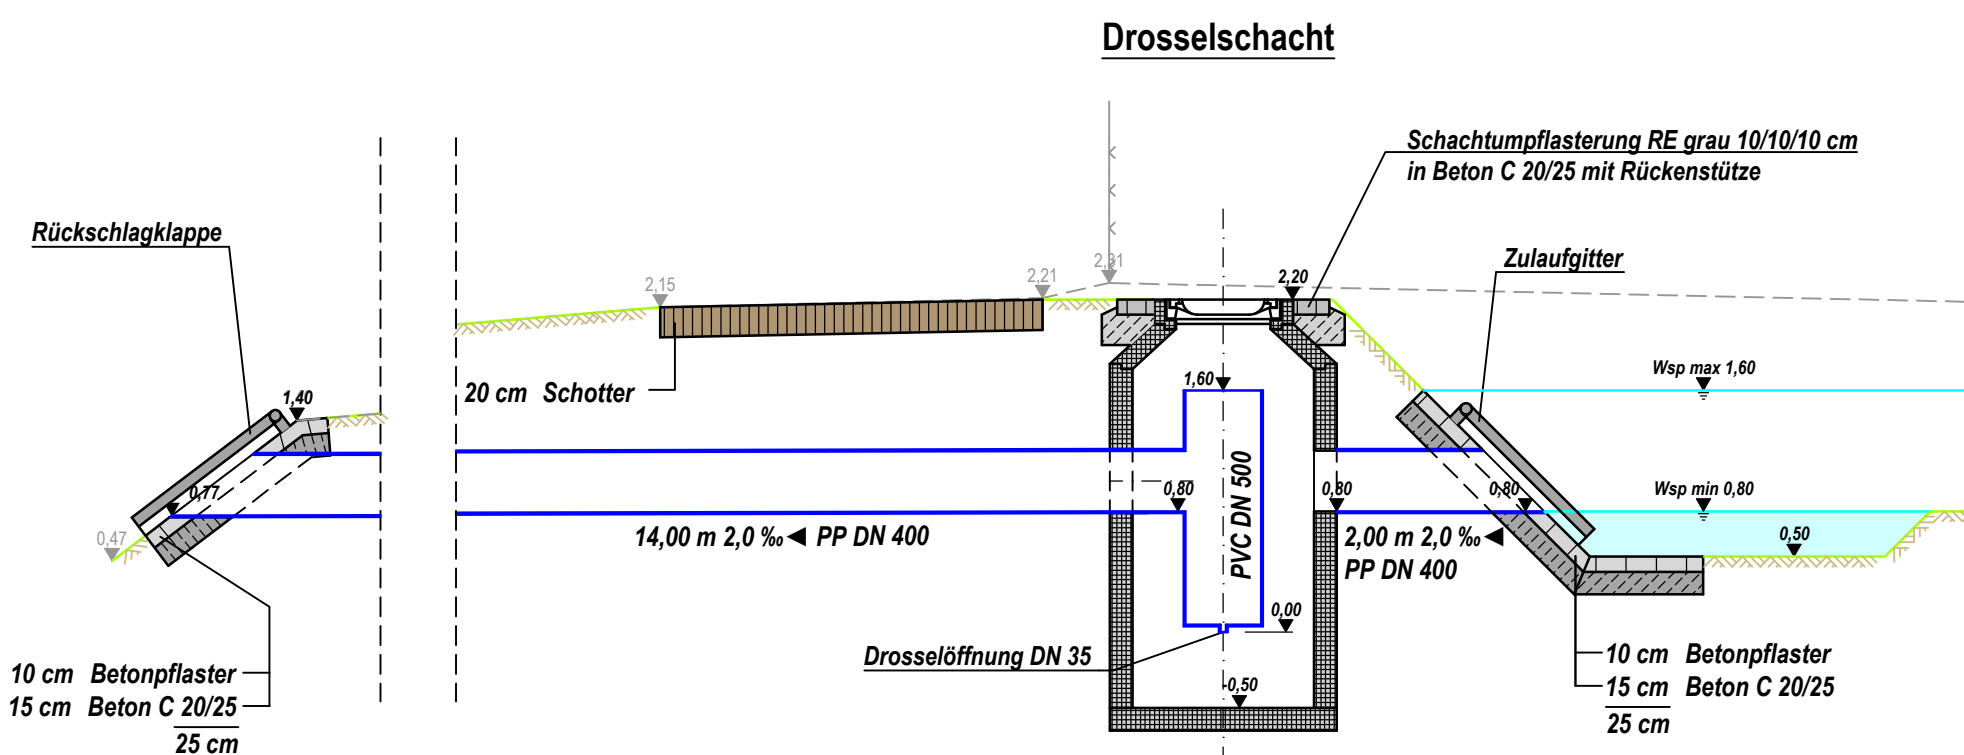 Drosselschacht
Schachtumpflasterung RE grau 10/10/10 cm
in Beton C 20/25 mit Rückenstütze
Rückschlagklappe
Zulaufgitter
2,31
2,21
2,20
2,15
Wsp max 1,60
1,60
20 cm Schotter
1,40
PVC DN 500
0,77
0,80
0,80
0,80
Wsp min 0,80
0,47
14,00 m 2,0 ‰ ◄ PP DN 400
2,00 m 2,0 ‰ ◄
PP DN 400
0,50
0,00
Drosselöffnung DN 35
-0,50
10 cm Betonpflaster
15 cm Beton C 20/25
25 cm
10 cm Betonpflaster
15 cm Beton C 20/25
25 cm